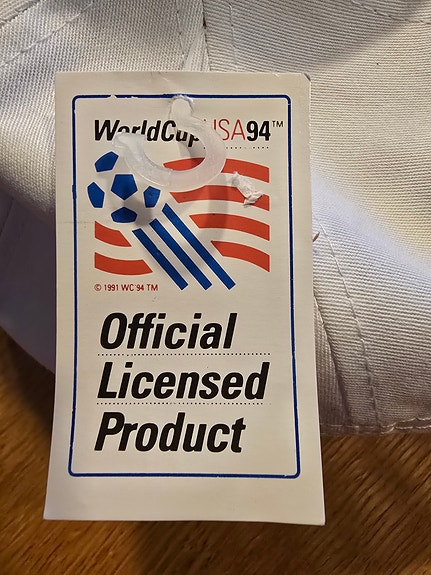 WorldCupUSA94™
© 1991 WC'94 TM
Official
Licensed
Product